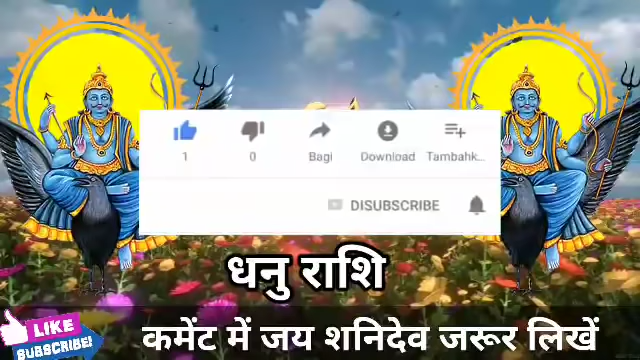 1
0
Bagi
Download
Tambahk...
DISUBSCRIBE
धनु राशि
LIKE
SUBSCRIBE!
कमेंट में जय शनिदेव जरूर लिखें